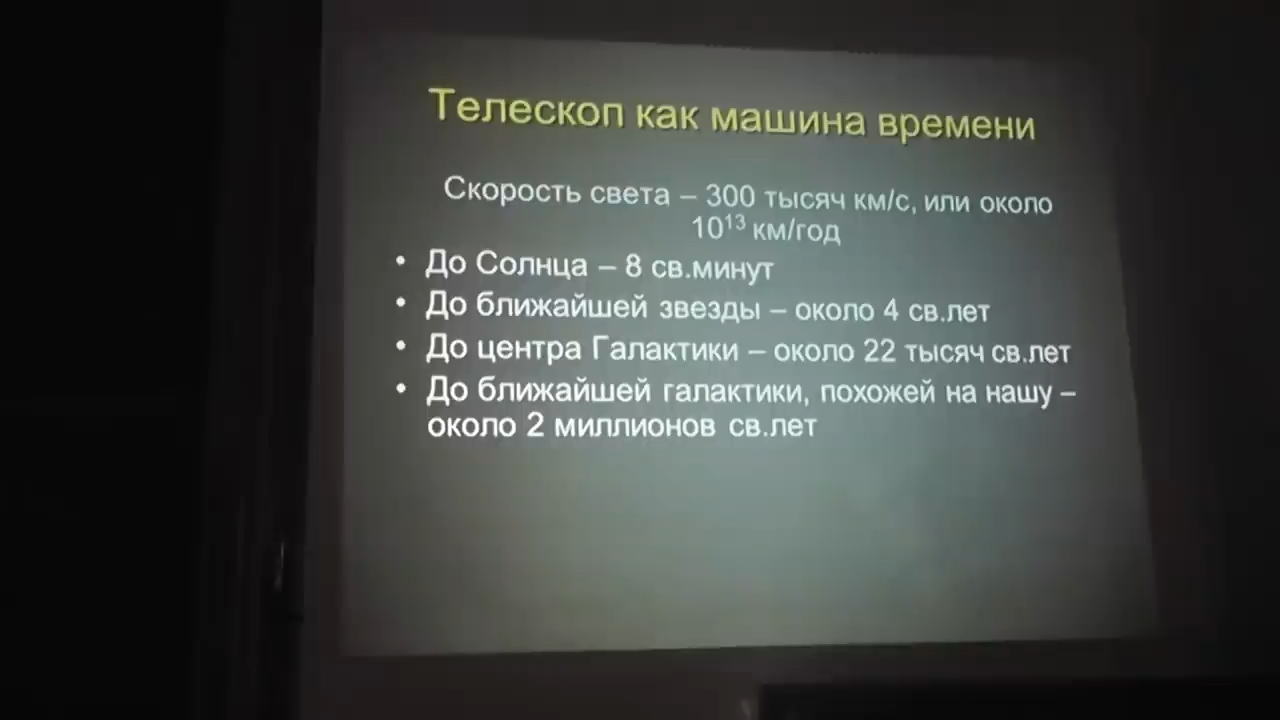 Телескоп как машина времени
Скорость света – 300 тысяч км/с, или около
10¹³ км/год
• До Солнца – 8 св.минут
• До ближайшей звезды – около 4 св.лет
• До центра Галактики – около 22 тысяч св.лет
• До ближайшей галактики, похожей на нашу –
около 2 миллионов св.лет